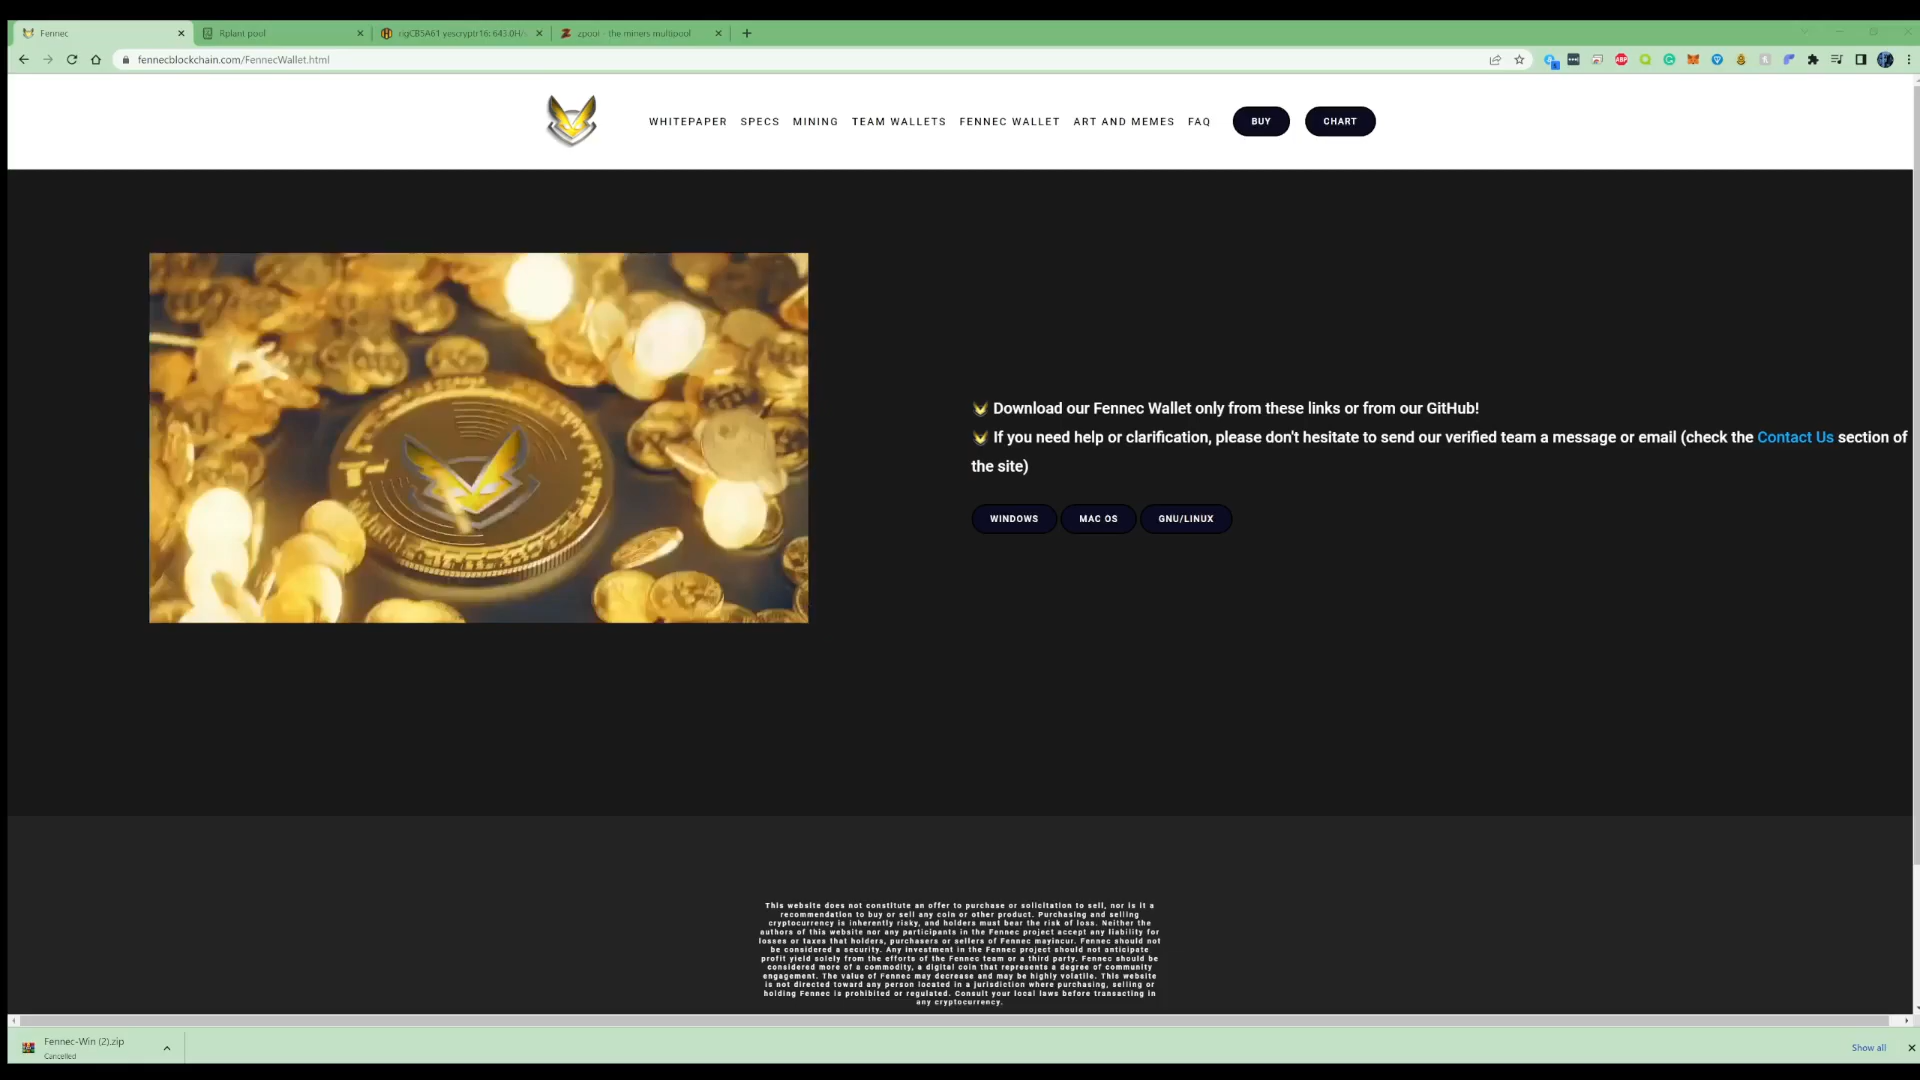 Fennec
Rplant pool
rigCB5A61 yescryptr16: 643.0H/s
zpool - the miners multipool
fennecblockchain.com/FennecWallet.html
ABP
WHITEPAPER SPECS MINING TEAM WALLETS FENNEC WALLET ART AND MEMES FAQ BUY CHART
Download our Fennec Wallet only from these links or from our GitHub!
If you need help or clarification, please don't hesitate to send our verified team a message or email (check the Contact Us section of
the site)
WINDOWS MAC OS GNU/LINUX
This website does not constitute an offer to purchase or solicitation to sell, nor is it a
recommendation to buy or sell any coin or other product. Purchasing and selling
cryptocurrency is inherently risky, and holders must bear the risk of loss. Neither the
authors of this website nor any participants in the Fennec project accept any liability for
losses or taxes that holders, purchasers or sellers of Fennec mayincur. Fennec should not
be considered a security. Any investment in the Fennec project should not anticipate
profit yield solely from the efforts of the Fennec team or a third party. Fennec should be
considered more of a commodity, a digital coin that represents a degree of community
engagement. The value of Fennec may decrease and may be highly volatile. This website
is not directed toward any person located in a jurisdiction where purchasing, selling or
holding Fennec is prohibited or regulated. Consult your local laws before transacting in
any cryptocurrency.
Fennec-Win (2).zip
Cancelled
Show all